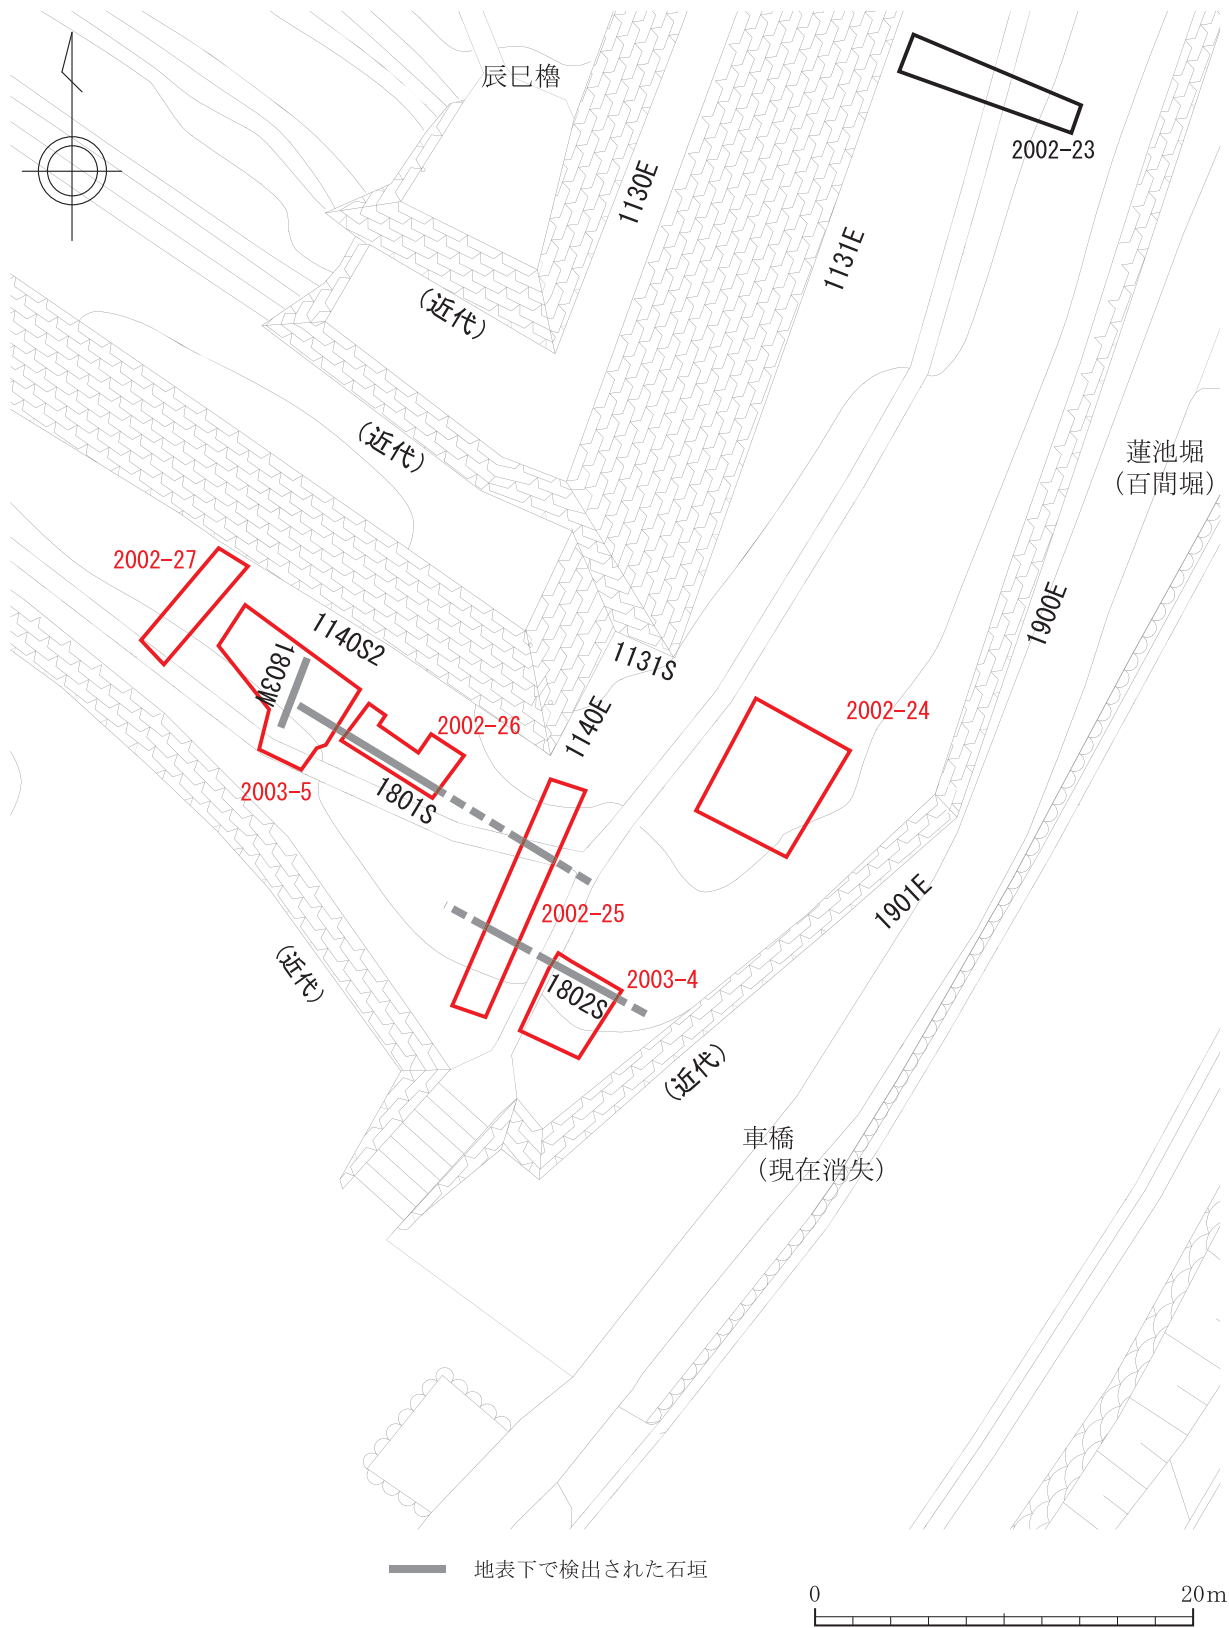 辰巳櫓
2002-23
1130E
1131E
(近代)
(近代)
蓮池堀
(百間堀)
2002-27
1140S2
1803W
1131S
1900E
1140E
2002-26
2002-24
2003-5
1801S
1901E
2002-25
(近代)
2003-4
1802S
(近代)
車橋
(現在消失)
地表下で検出された石垣
0 20m